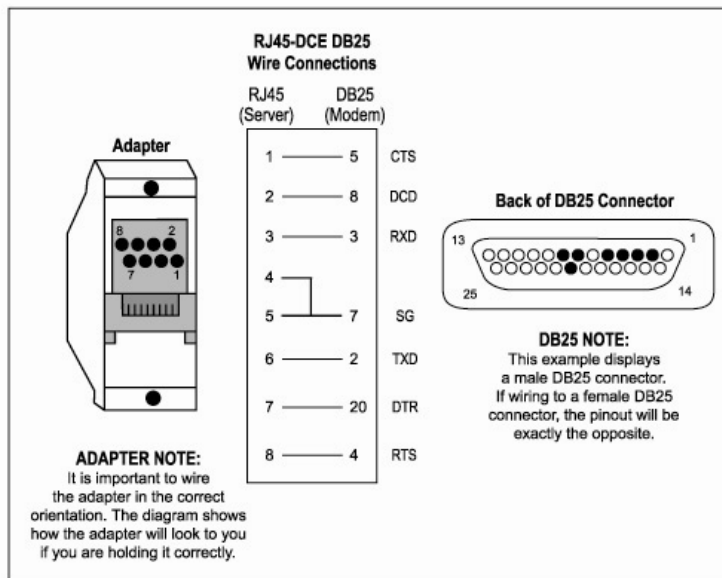 RJ45-DCE DB25
Wire Connections
RJ45
(Server)
DB25
(Modem)
1 5 CTS
2 8 DCD
3 3 RXD
4
5 7 SG
6 2 TXD
7 20 DTR
8 4 RTS
Adapter
8 2
7 1
ADAPTER NOTE:
It is important to wire
the adapter in the correct
orientation. The diagram shows
how the adapter will look to you
if you are holding it correctly.
Back of DB25 Connector
13 1
25 14
DB25 NOTE:
This example displays
a male DB25 connector.
If wiring to a female DB25
connector, the pinout will be
exactly the opposite.